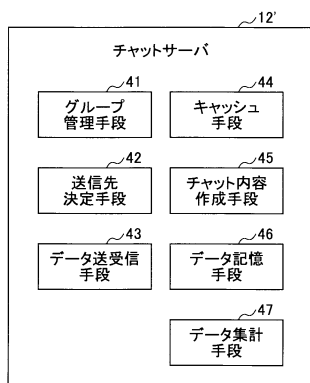 12'
チャットサーバ
41
グループ
管理手段
44
キャッシュ
手段
42
送信先
決定手段
45
チャット内容
作成手段
43
データ送受信
手段
46
データ記憶
手段
47
データ集計
手段